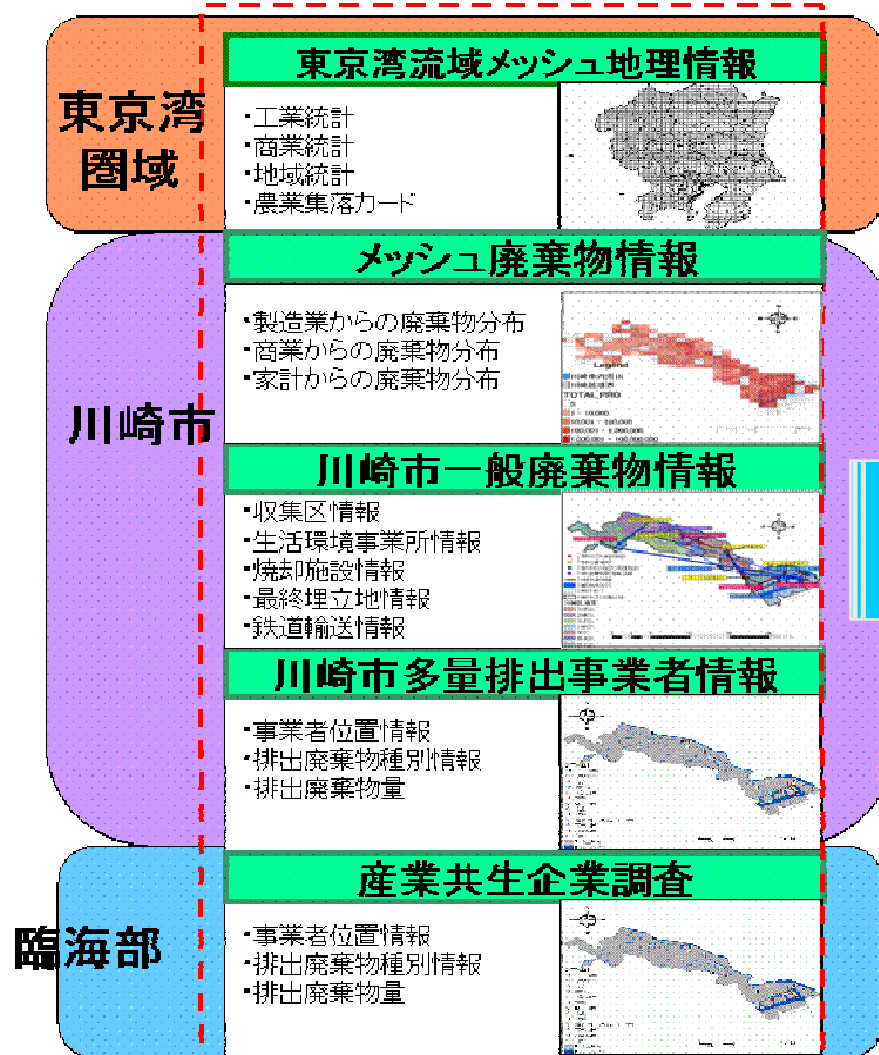 東京湾流域メッシュ地理情報
東京湾
圏域
・工業統計
・商業統計
・地域統計
・農業集落カード
メッシュ廃棄物情報
・製造業からの廃棄物分布
・商業からの廃棄物分布
・家計からの廃棄物分布
Legend
川崎市
川崎市一般廃棄物情報
・収集区情報
・生活環境事業所情報
・焼却施設情報
・最終埋立地情報
・鉄道輸送情報
川崎市多量排出事業者情報
・事業者位置情報
・排出廃棄物種別情報
・排出廃棄物量
産業共生企業調査
臨海部
・事業者位置情報
・排出廃棄物種別情報
・排出廃棄物量